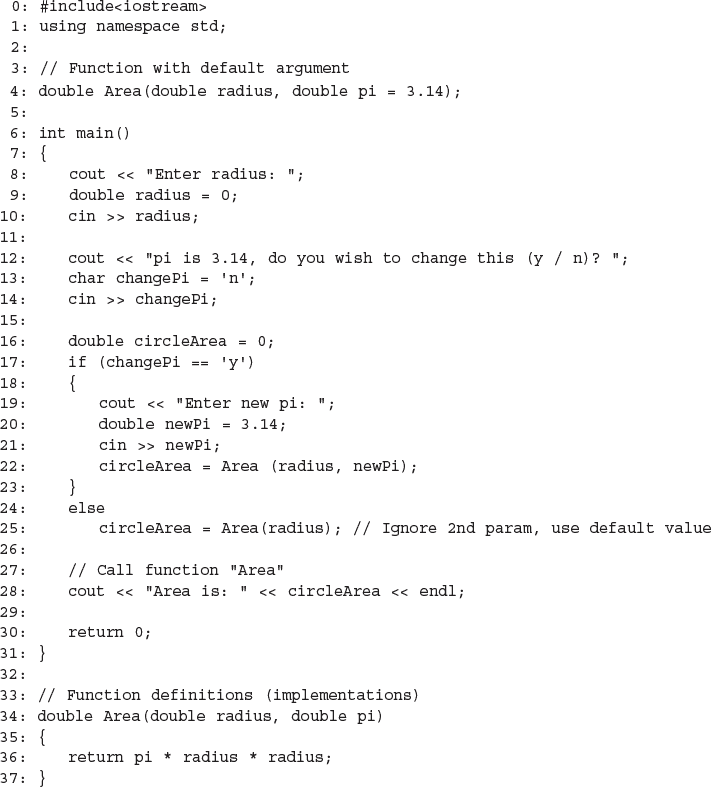 0: #include<iostream>
1: using namespace std;
2:
3: // Function with default argument
4: double Area(double radius, double pi = 3.14);
5:
6: int main()
7: {
8:    cout << "Enter radius: ";
9:    double radius = 0;
10:    cin >> radius;
11:
12:    cout << "pi is 3.14, do you wish to change this (y / n)? ";
13:    char changePi = 'n';
14:    cin >> changePi;
15:
16:    double circleArea = 0;
17:    if (changePi == 'y')
18:    {
19:       cout << "Enter new pi: ";
20:       double newPi = 3.14;
21:       cin >> newPi;
22:       circleArea = Area (radius, newPi);
23:    }
24:    else
25:       circleArea = Area(radius); // Ignore 2nd param, use default value
26:
27:    // Call function "Area"
28:    cout << "Area is: " << circleArea << endl;
29:
30:    return 0;
31: }
32:
33: // Function definitions (implementations)
34: double Area(double radius, double pi)
35: {
36:    return pi * radius * radius;
37: }